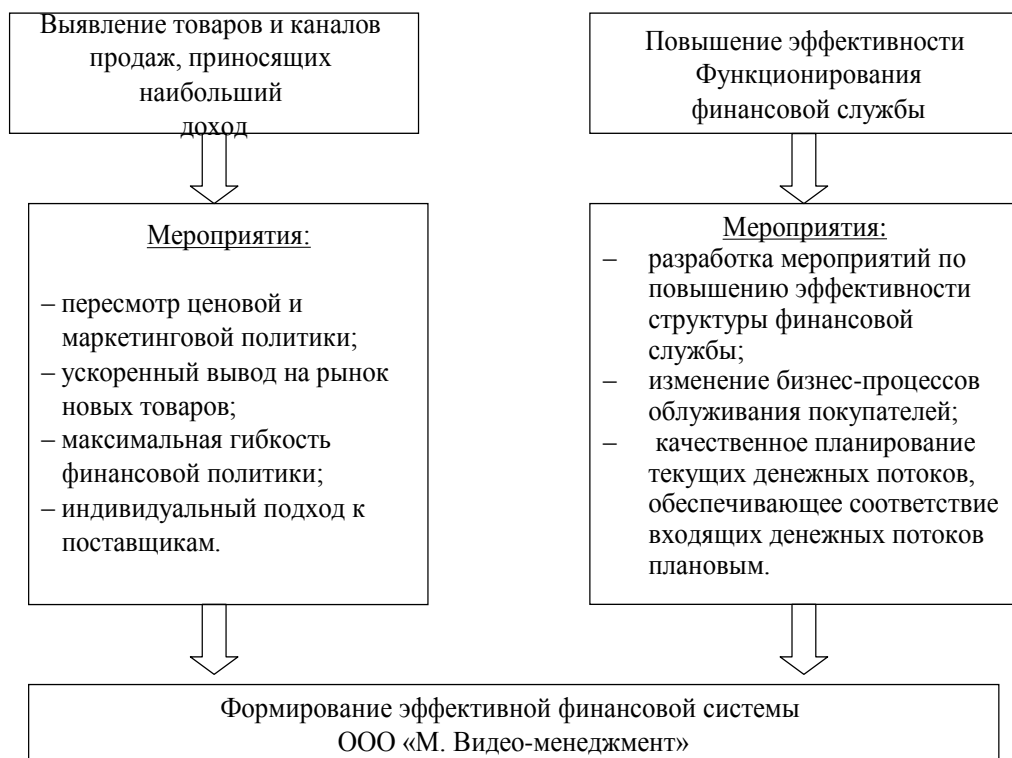 Выявление товаров и каналов
продаж, приносящих
наибольший
доход
Повышение эффективности
Функционирования
финансовой службы
Мероприятия:
– пересмотр ценовой и
маркетинговой политики;
– ускоренный вывод на рынок
новых товаров;
– максимальная гибкость
финансовой политики;
– индивидуальный подход к
поставщикам.
Мероприятия:
– разработка мероприятий по
повышению эффективности
структуры финансовой
службы;
– изменение бизнес-процессов
облуживания покупателей;
– качественное планирование
текущих денежных потоков,
обеспечивающее соответствие
входящих денежных потоков
плановым.
Формирование эффективной финансовой системы
ООО «М. Видео-менеджмент»